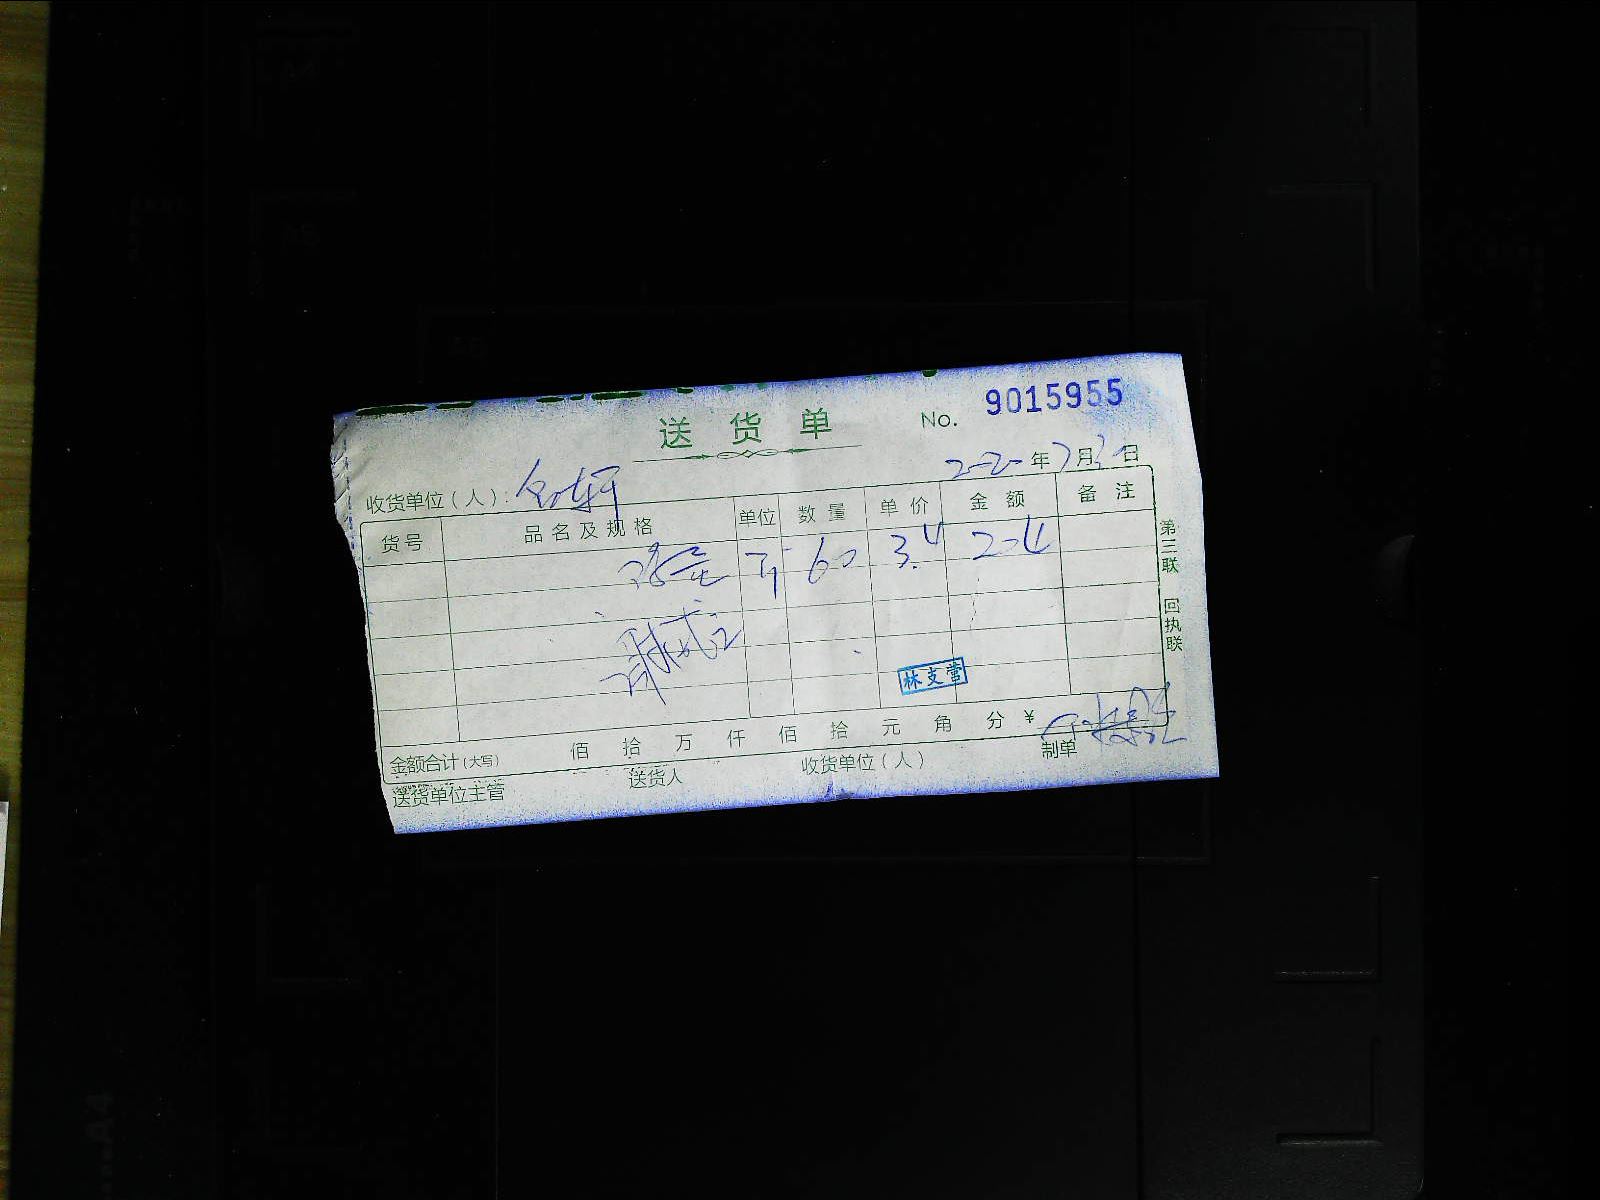 送货单 No. 9015955
年 月 日
收货单位（人）:
货号 品名及规格 单位 数量 单价 金额 备注
斤 60 3.4 204
林支营
金额合计(大写) 佰 拾 万 仟 佰 拾 元 角 分 ¥
送货单位主管 送货人 收货单位（人） 制单
第三联 回执联